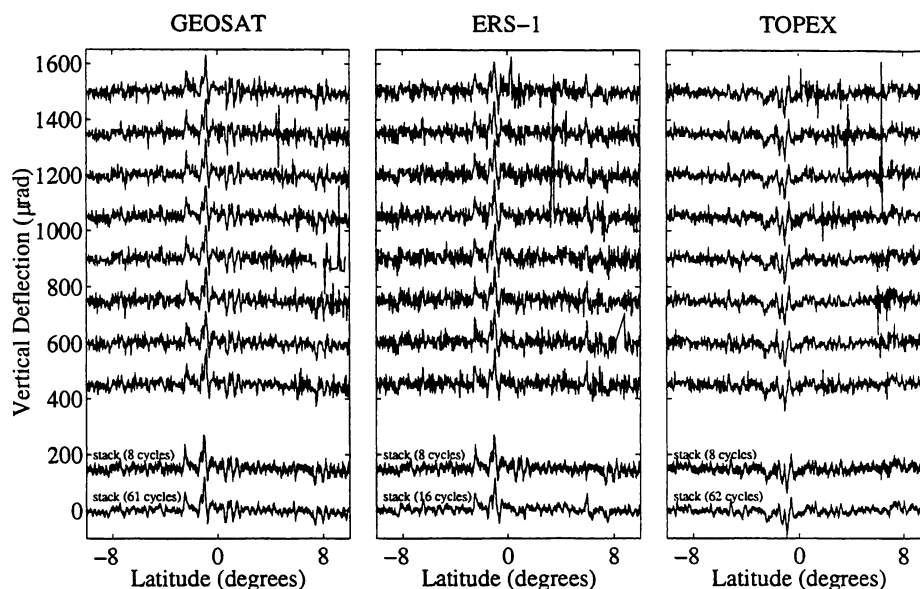 GEOSAT ERS−1 TOPEX
1600
1400
1200
1000
800
600
400
200
0
Vertical Deflection (μrad)
stack (8 cycles) stack (8 cycles) stack (8 cycles)
stack (61 cycles) stack (16 cycles) stack (62 cycles)
−8 0 8 −8 0 8 −8 0 8
Latitude (degrees) Latitude (degrees) Latitude (degrees)